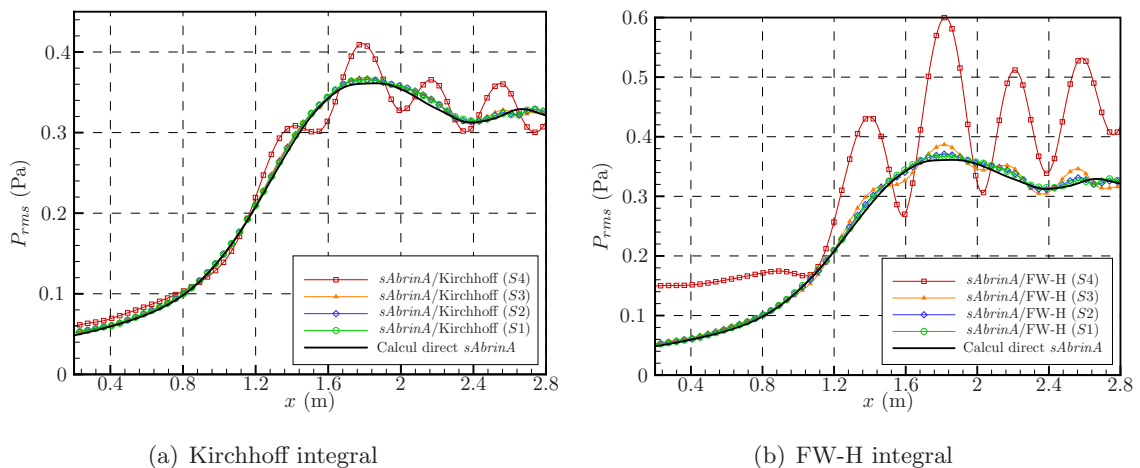 0.4
0.3
0.2
0.1
0
P_rms (Pa)
0.4 0.8 1.2 1.6 2 2.4 2.8
x (m)
sAbrinA/Kirchhoff (S4)
sAbrinA/Kirchhoff (S3)
sAbrinA/Kirchhoff (S2)
sAbrinA/Kirchhoff (S1)
Calcul direct sAbrinA
(a) Kirchhoff integral
0.6
0.5
0.4
0.3
0.2
0.1
0
P_rms (Pa)
0.4 0.8 1.2 1.6 2 2.4 2.8
x (m)
sAbrinA/FW-H (S4)
sAbrinA/FW-H (S3)
sAbrinA/FW-H (S2)
sAbrinA/FW-H (S1)
Calcul direct sAbrinA
(b) FW-H integral